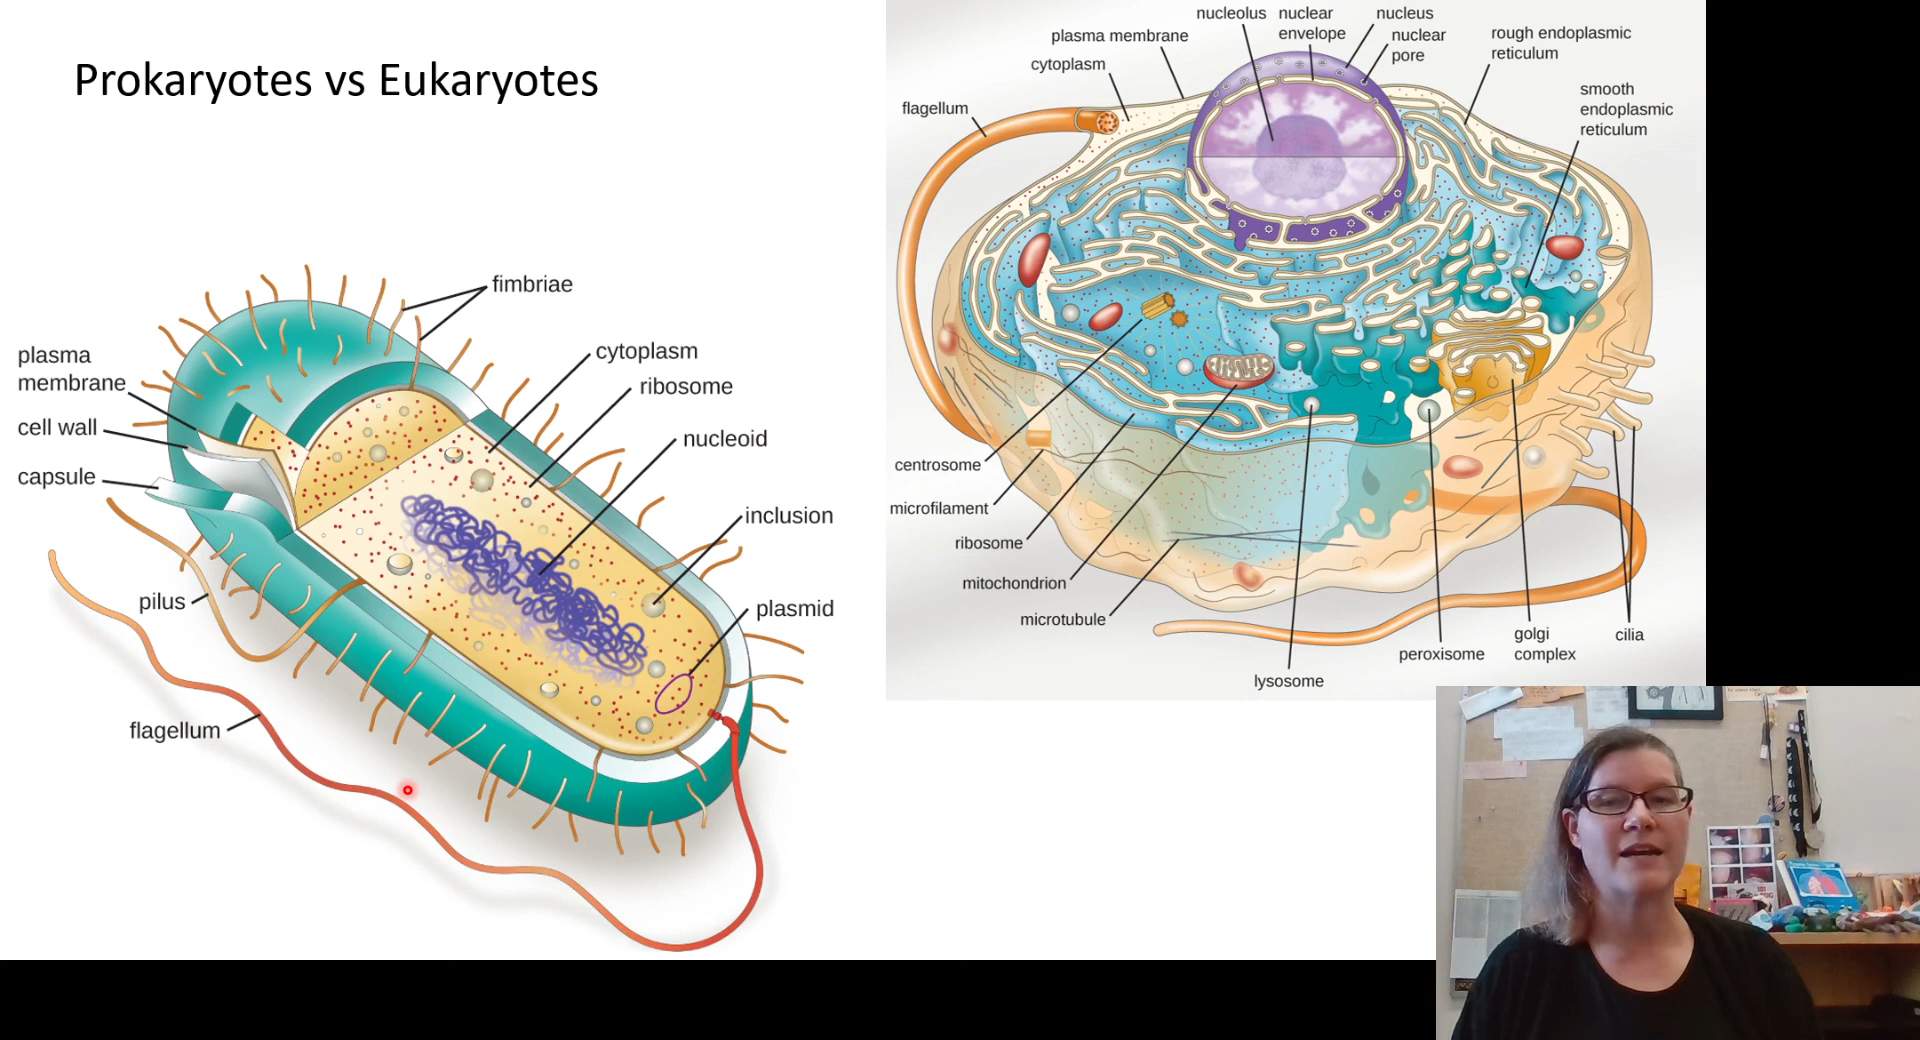 Prokaryotes vs Eukaryotes
fimbriae
plasma
membrane
cytoplasm
ribosome
cell wall
nucleoid
capsule
inclusion
pilus
plasmid
flagellum
nucleolus
nuclear
envelope
nucleus
nuclear
pore
plasma membrane
cytoplasm
rough endoplasmic
reticulum
smooth
endoplasmic
reticulum
flagellum
centrosome
microfilament
ribosome
mitochondrion
microtubule
lysosome
peroxisome
golgi
complex
cilia